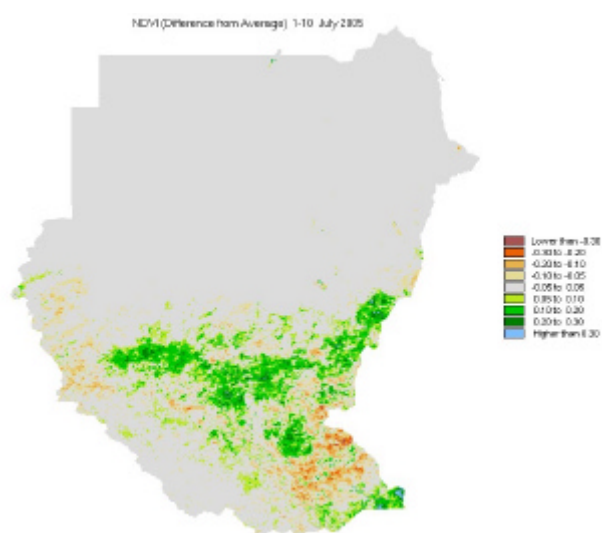 NDVI (Difference from Average) 1-10 July 2005
Lower than -0.30
-0.30 to -0.20
-0.20 to -0.10
-0.10 to -0.05
-0.05 to 0.05
0.05 to 0.10
0.10 to 0.20
0.20 to 0.30
Higher than 0.30